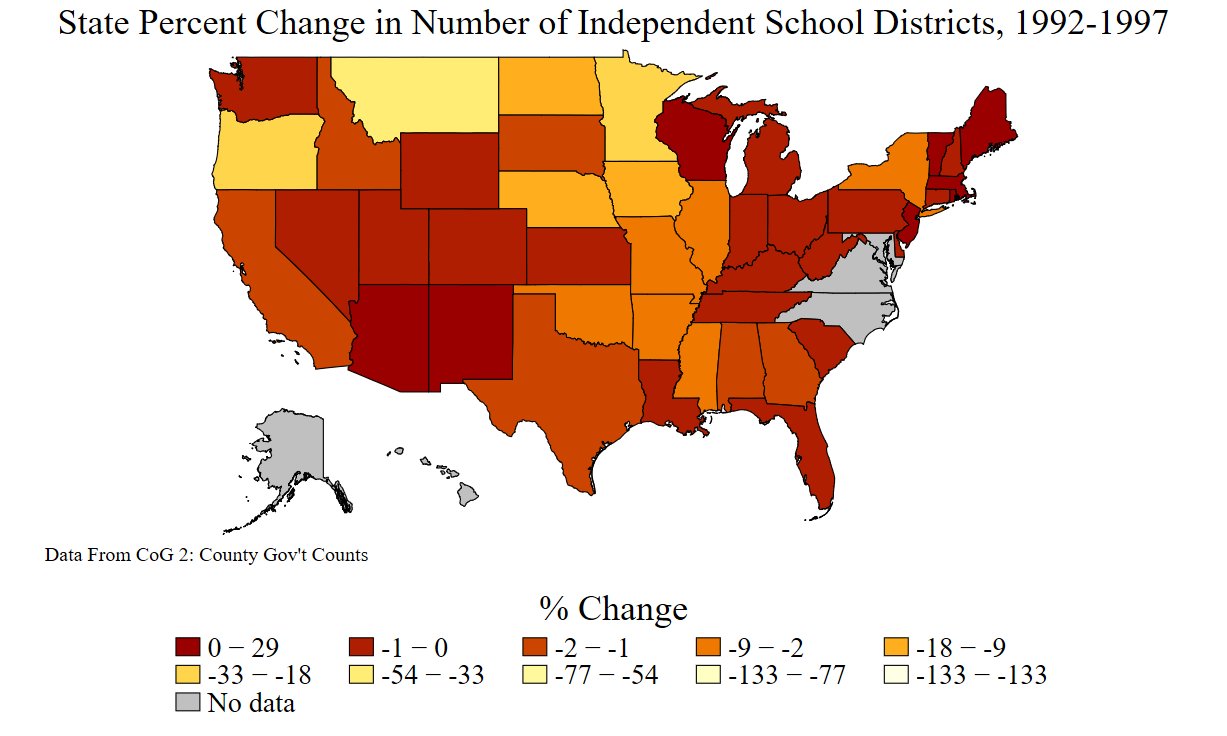 State Percent Change in Number of Independent School Districts, 1992-1997
Data From CoG 2: County Gov't Counts
% Change
0 − 29 -1 − 0 -2 − -1 -9 − -2 -18 − -9
-33 − -18 -54 − -33 -77 − -54 -133 − -77 -133 − -133
No data